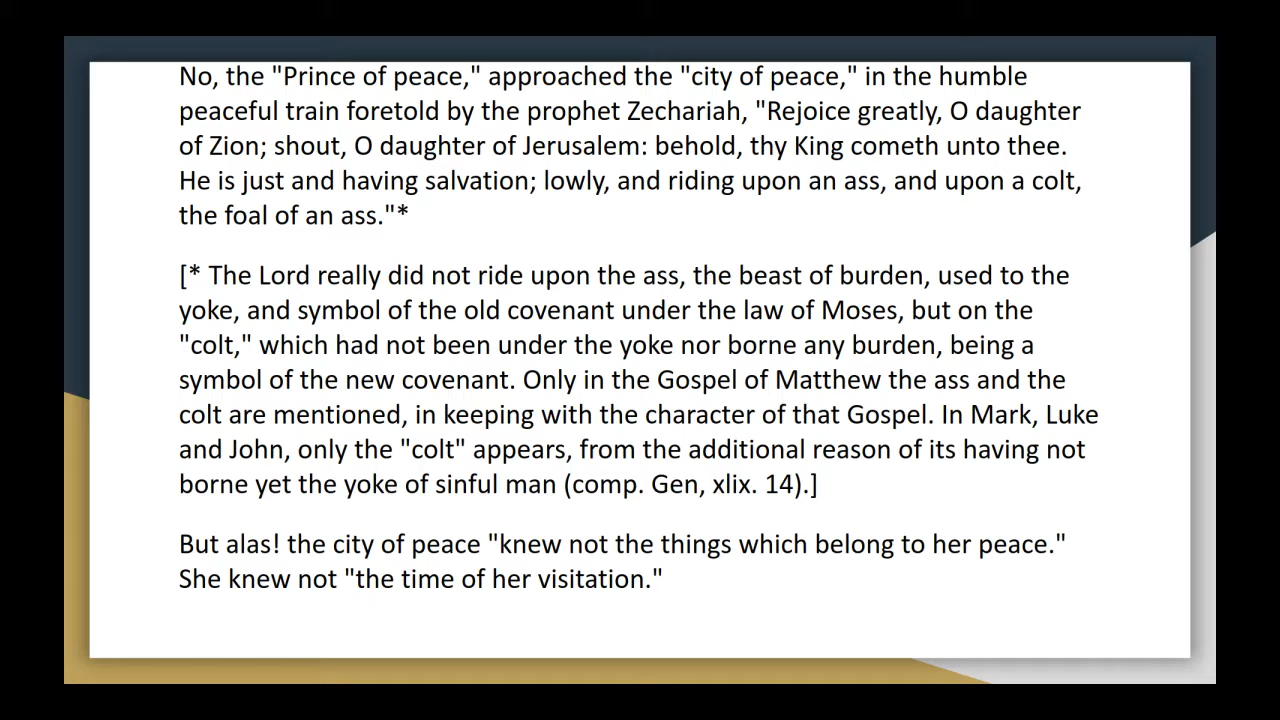 No, the "Prince of peace," approached the "city of peace," in the humble
peaceful train foretold by the prophet Zechariah, "Rejoice greatly, O daughter
of Zion; shout, O daughter of Jerusalem: behold, thy King cometh unto thee.
He is just and having salvation; lowly, and riding upon an ass, and upon a colt,
the foal of an ass."*
[* The Lord really did not ride upon the ass, the beast of burden, used to the
yoke, and symbol of the old covenant under the law of Moses, but on the
"colt," which had not been under the yoke nor borne any burden, being a
symbol of the new covenant. Only in the Gospel of Matthew the ass and the
colt are mentioned, in keeping with the character of that Gospel. In Mark, Luke
and John, only the "colt" appears, from the additional reason of its having not
borne yet the yoke of sinful man (comp. Gen, xlix. 14).]
But alas! the city of peace "knew not the things which belong to her peace."
She knew not "the time of her visitation."